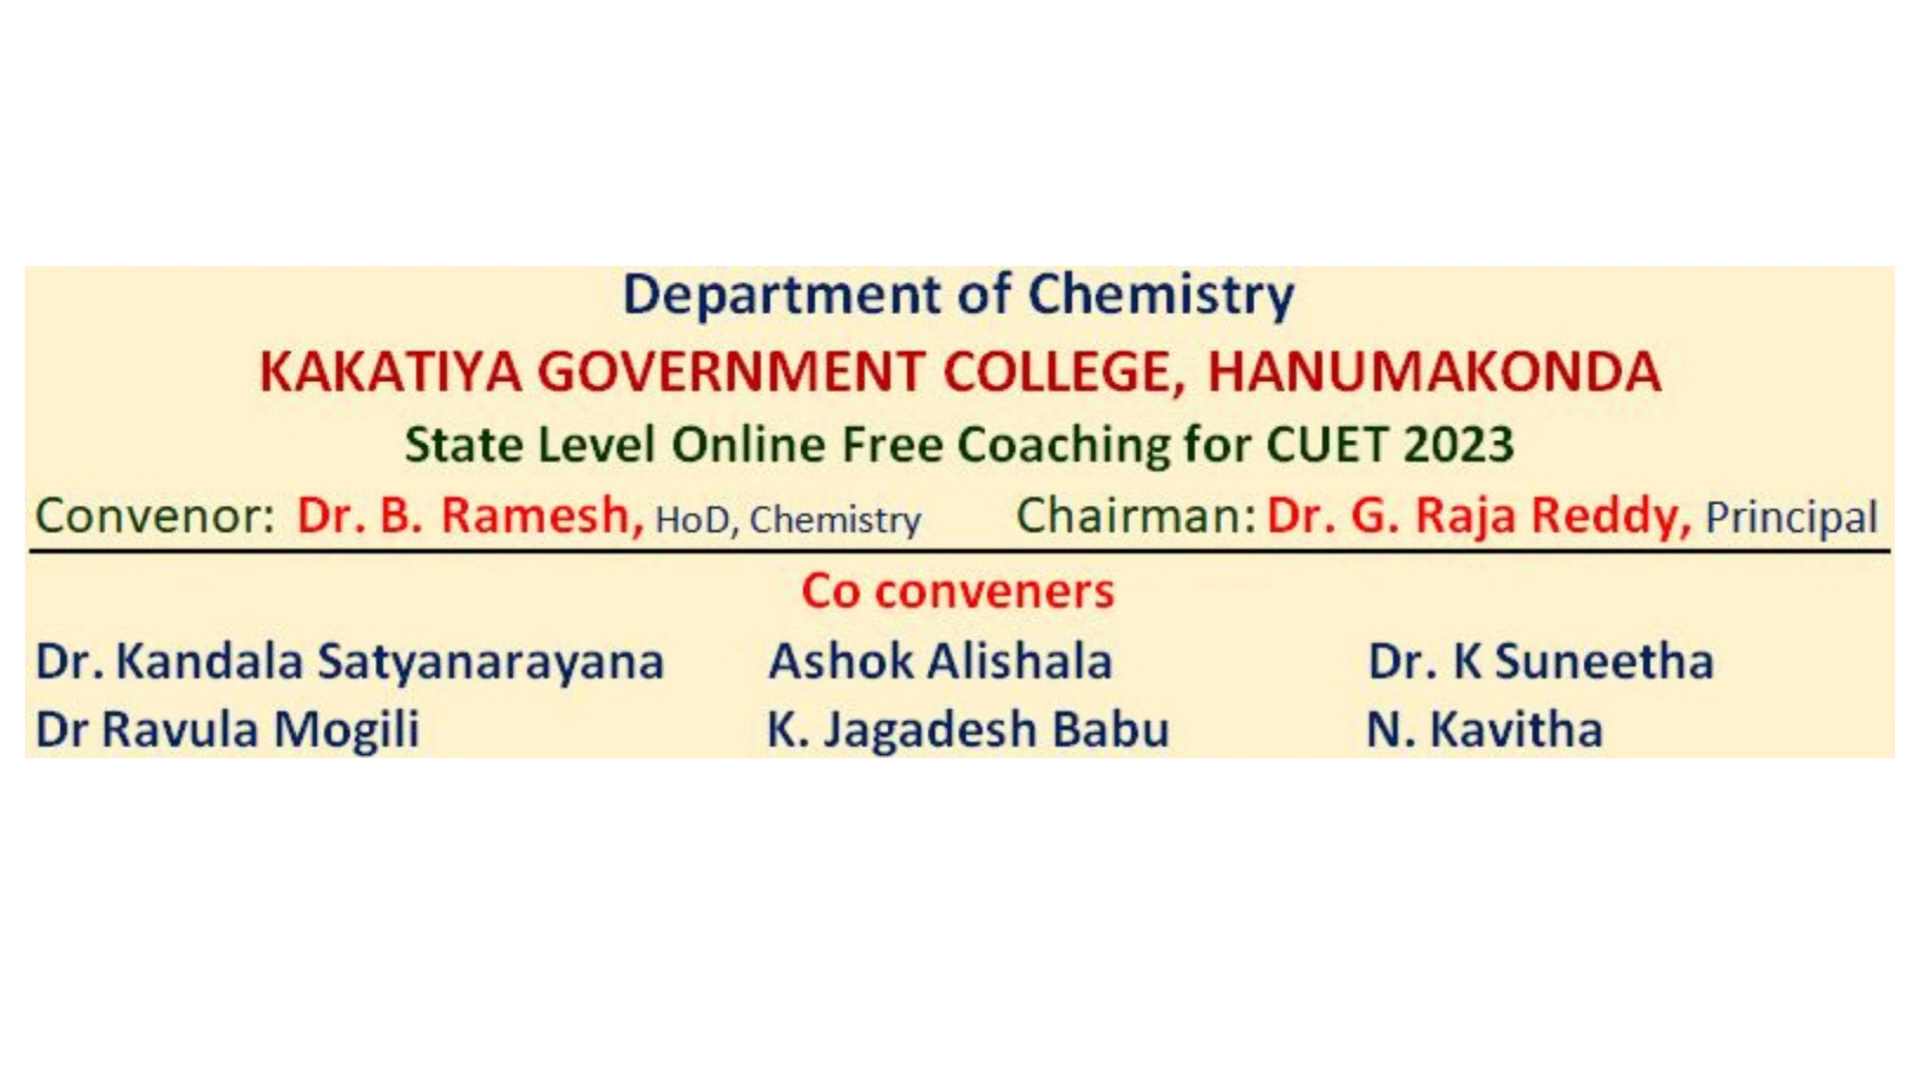 Department of Chemistry
KAKATIYA GOVERNMENT COLLEGE, HANUMAKONDA
State Level Online Free Coaching for CUET 2023
Convenor: Dr. B. Ramesh, HoD, Chemistry Chairman: Dr. G. Raja Reddy, Principal
Co conveners
Dr. Kandala Satyanarayana Ashok Alishala Dr. K Suneetha
Dr Ravula Mogili K. Jagadesh Babu N. Kavitha